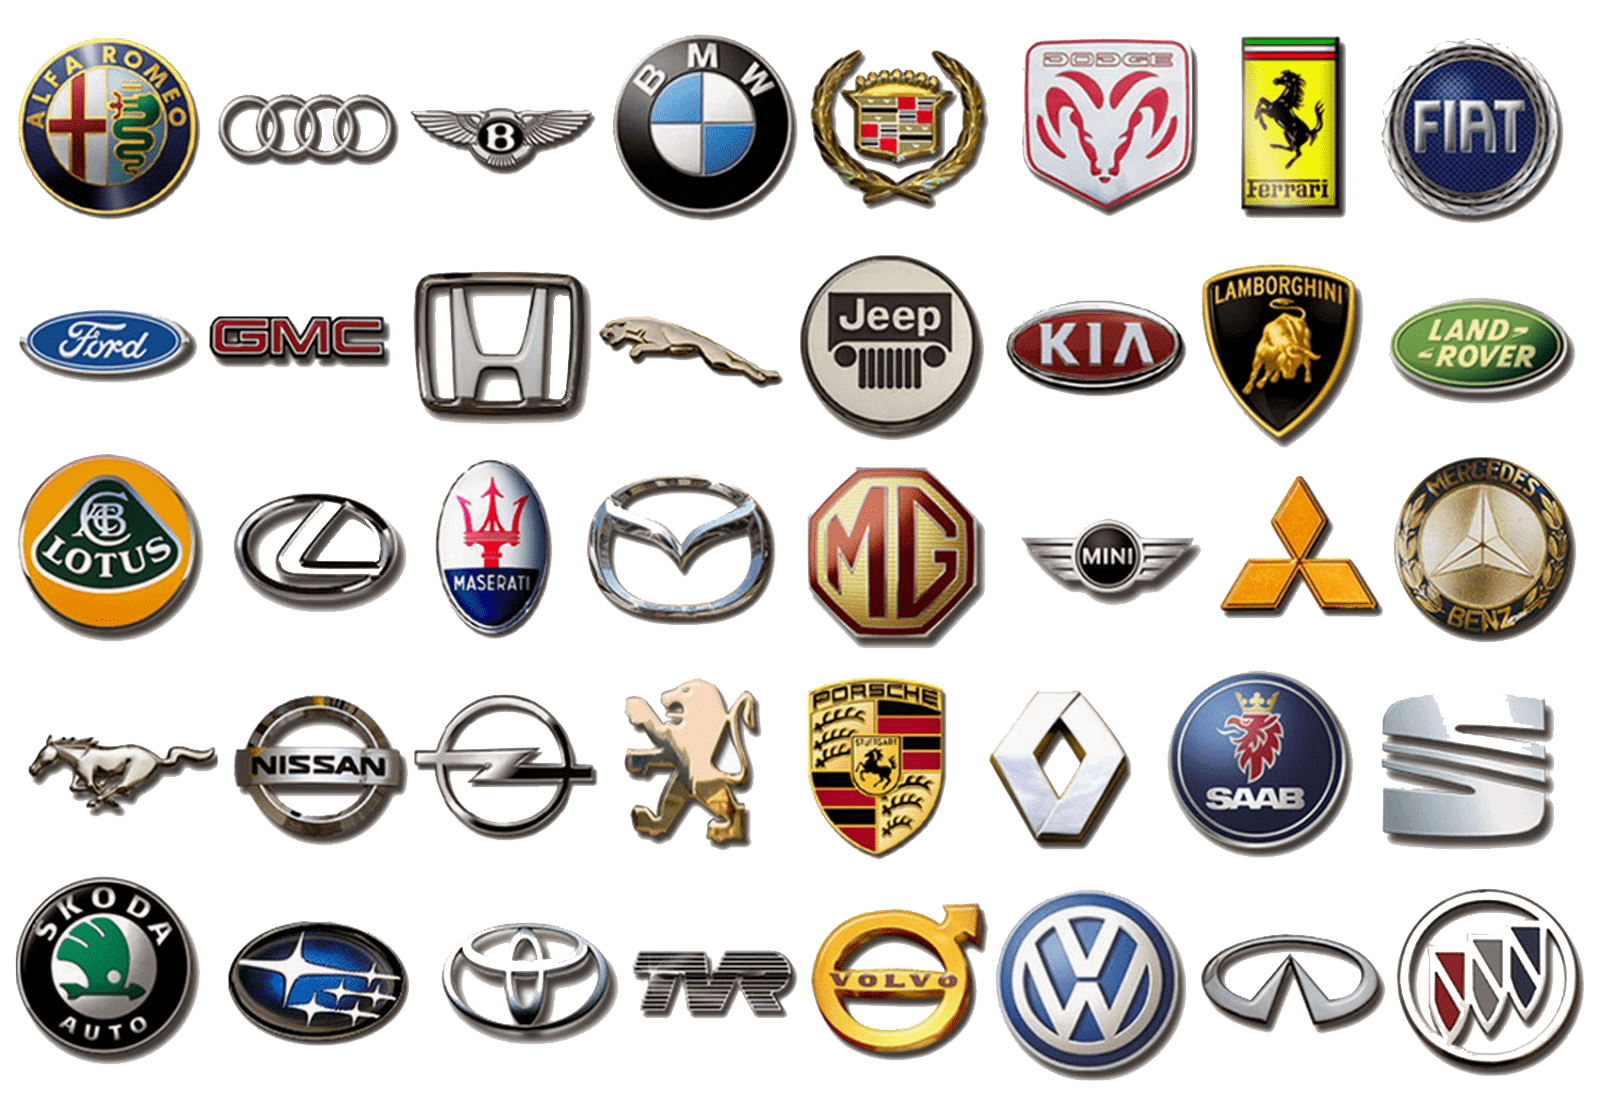 ALFA ROMEO
B
BMW
DODGE
Ferrari
FIAT
Ford
GMC
Jeep
KIA
LAMBORGHINI
LAND-
-ROVER
LOTUS
MASERATI
MG
MINI
MERCEDES
BENZ
NISSAN
PORSCHE
STUTTGART
SAAB
SKODA
AUTO
TVR
VOLVO
VW